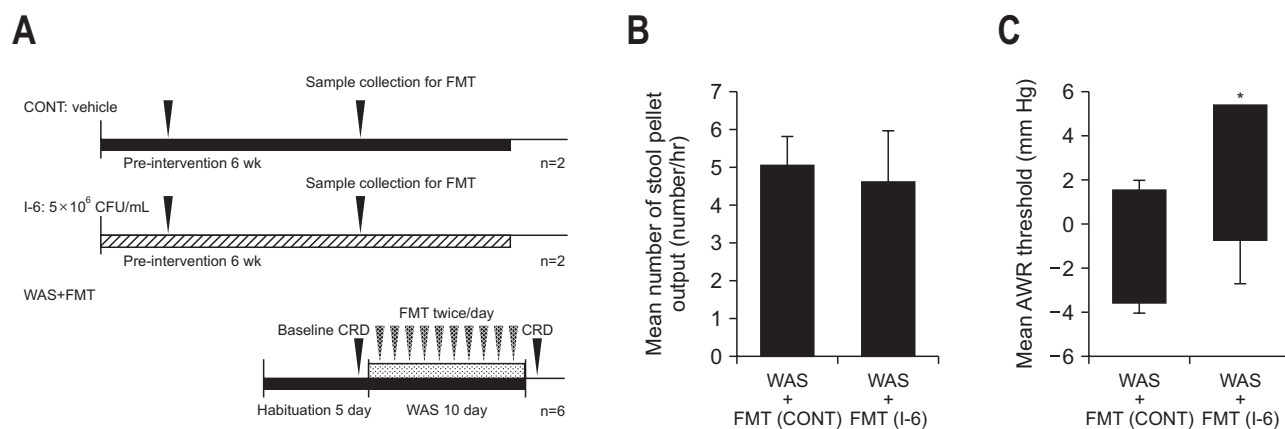 A
CONT: vehicle
Sample collection for FMT
Pre-intervention 6 wk
n=2
I-6: 5×10⁶ CFU/mL
Sample collection for FMT
Pre-intervention 6 wk
n=2
WAS+FMT
FMT twice/day
Baseline CRD
CRD
Habituation 5 day
WAS 10 day
n=6
B
Mean number of stool pellet
output (number/hr)
7
6
5
4
3
2
1
0
WAS
+
FMT (CONT)
WAS
+
FMT (I-6)
C
Mean AWR threshold (mm Hg)
6
4
2
0
−2
−4
−6
*
WAS
+
FMT (CONT)
WAS
+
FMT (I-6)